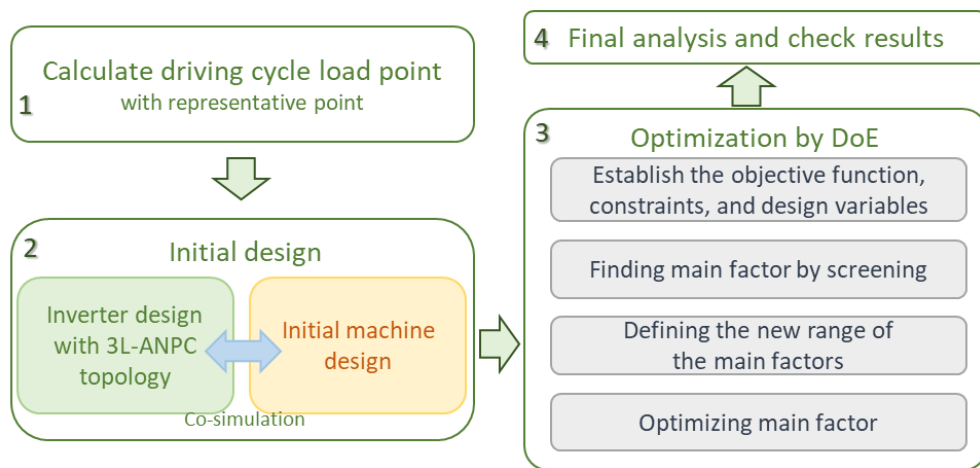 1
Calculate driving cycle load point
with representative point
2
Initial design
Inverter design
with 3L-ANPC
topology
Initial machine
design
Co-simulation
3
Optimization by DoE
Establish the objective function,
constraints, and design variables
Finding main factor by screening
Defining the new range of
the main factors
Optimizing main factor
4
Final analysis and check results